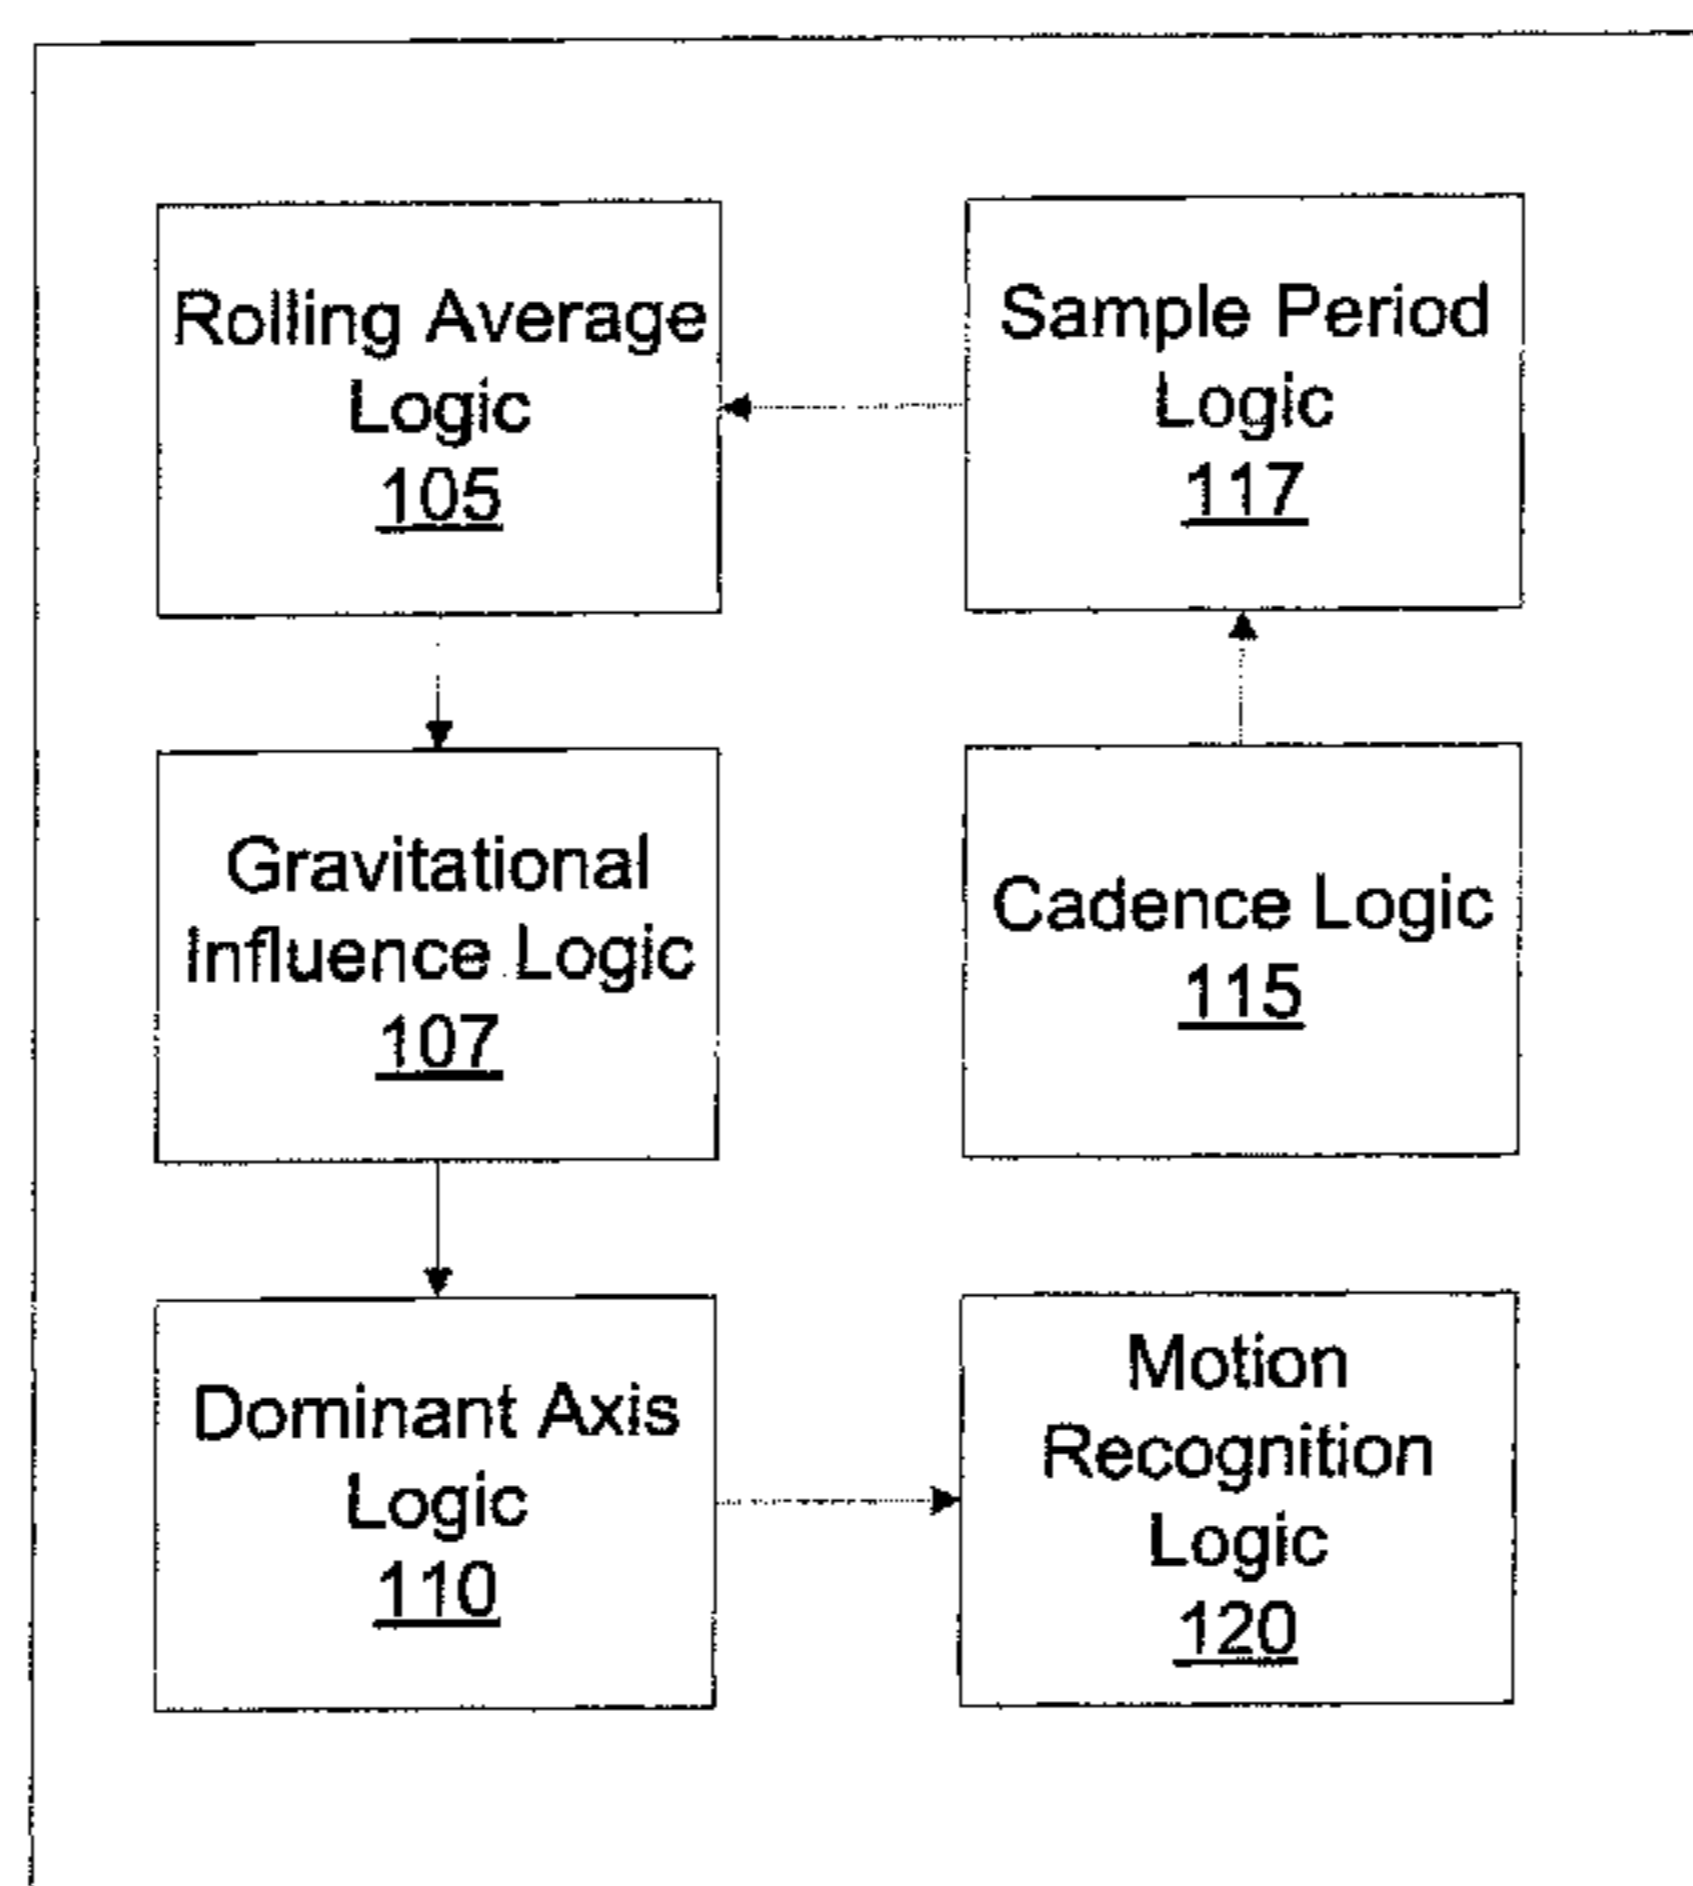 Rolling Average
Logic
105
Sample Period
Logic
117
Gravitational
Influence Logic
107
Cadence Logic
115
Dominant Axis
Logic
110
Motion
Recognition
Logic
120